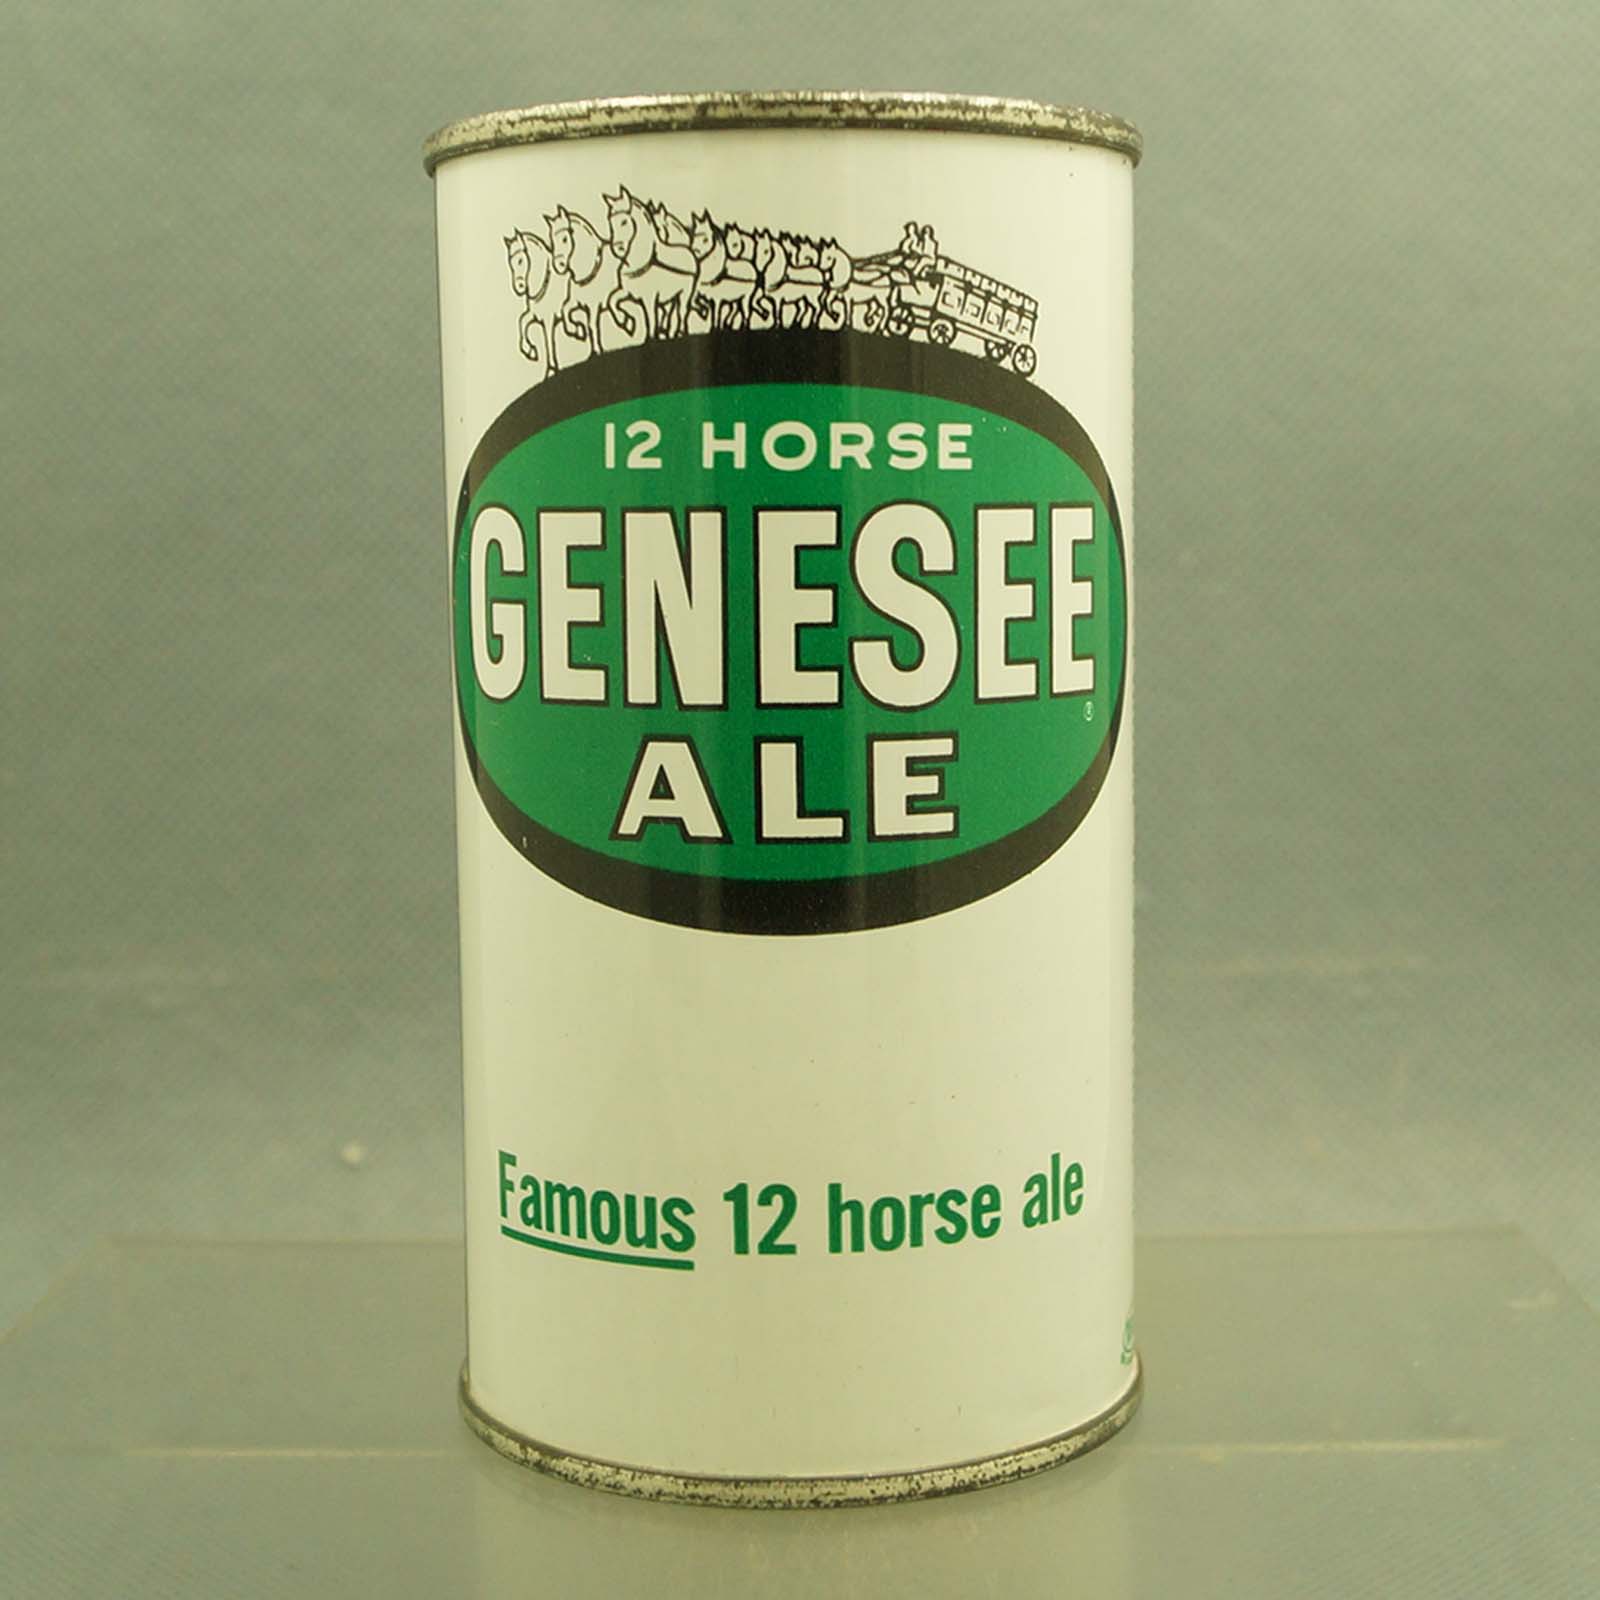 12 HORSE
GENESEE
®
ALE
Famous 12 horse ale